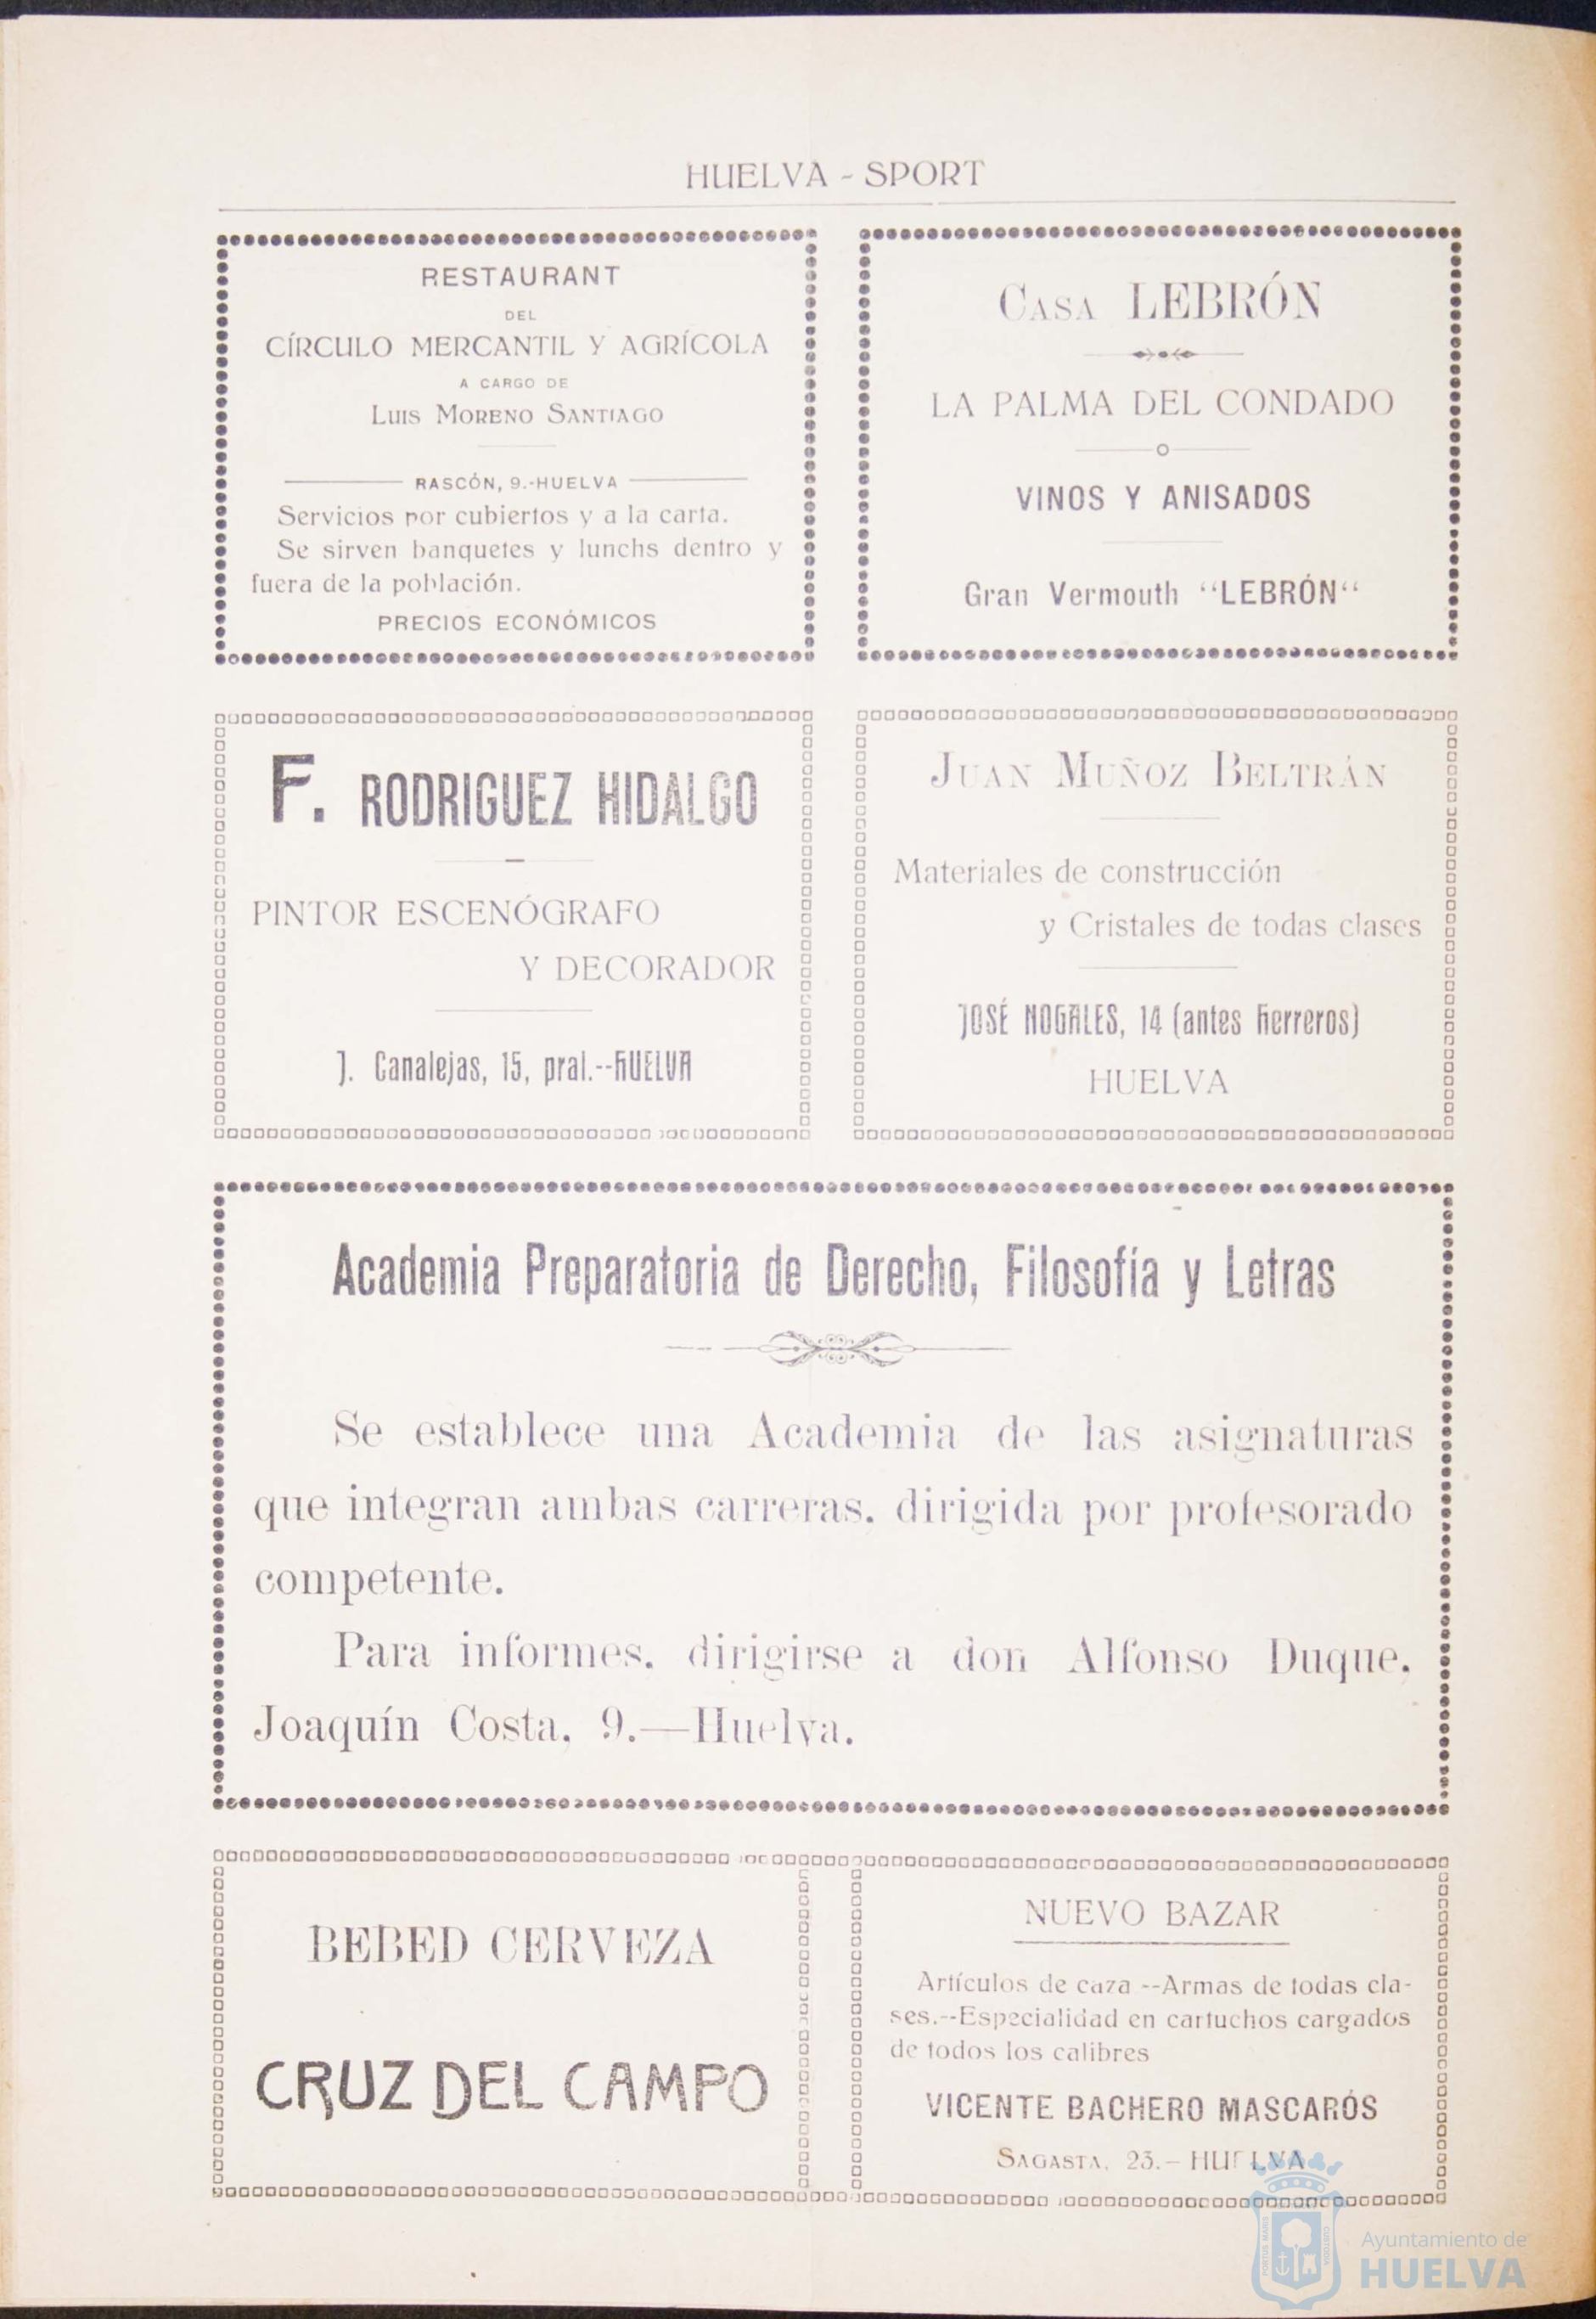 HUELVA - SPORT
RESTAURANT
DEL
CÍRCULO MERCANTIL Y AGRÍCOLA
A CARGO DE
LUIS MORENO SANTIAGO
RASCÓN, 9.-HUELVA
Servicios por cubiertos y a la carta.
Se sirven banquetes y lunchs dentro y
fuera de la población.
PRECIOS ECONÓMICOS
CASA LEBRÓN
LA PALMA DEL CONDADO
VINOS Y ANISADOS
Gran Vermouth “LEBRÓN“
F. RODRIGUEZ HIDALGO
PINTOR ESCENÓGRAFO
Y DECORADOR
J. Canalejas, 15, pral.--HUELVA
JUAN MUÑOZ BELTRÁN
Materiales de construcción
y Cristales de todas clases
JOSÉ NOGALES, 14 (antes Herreros)
HUELVA
Academia Preparatoria de Derecho, Filosofía y Letras
Se establece una Academia de las asignaturas
que integran ambas carreras, dirigida por profesorado
competente.
Para informes, dirigirse a don Alfonso Duque,
Joaquín Costa, 9.—Huelva.
BEBED CERVEZA
CRUZ DEL CAMPO
NUEVO BAZAR
Artículos de caza --Armas de todas cla-
ses.--Especialidad en cartuchos cargados
de todos los calibres
VICENTE BACHERO MASCARÓS
SAGASTA, 23.- HUELVA
PORTUS MARIS
CUSTODIA
Ayuntamiento de
HUELVA